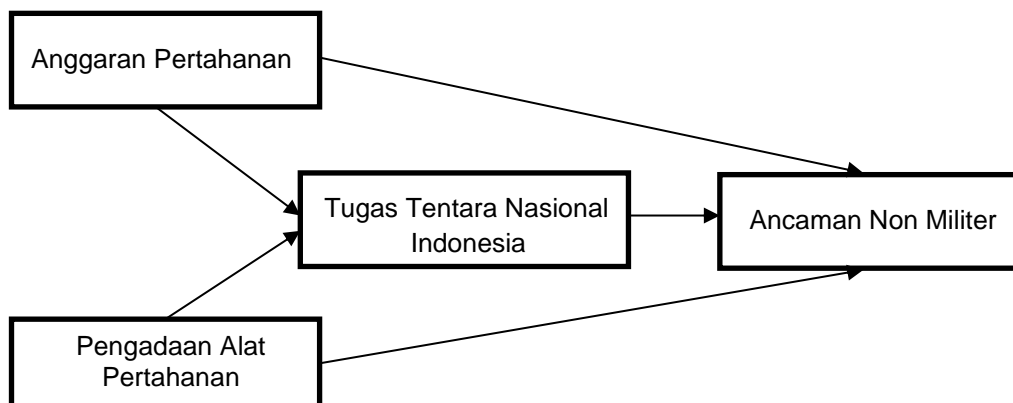 Anggaran Pertahanan
Tugas Tentara Nasional
Indonesia
Ancaman Non Militer
Pengadaan Alat
Pertahanan